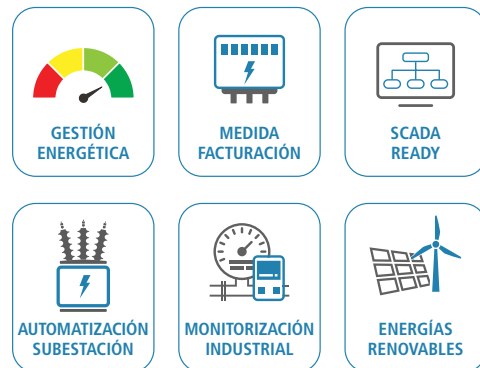 GESTIÓN
ENERGÉTICA
MEDIDA
FACTURACIÓN
SCADA
READY
AUTOMATIZACIÓN
SUBESTACIÓN
MONITORIZACIÓN
INDUSTRIAL
ENERGÍAS
RENOVABLES